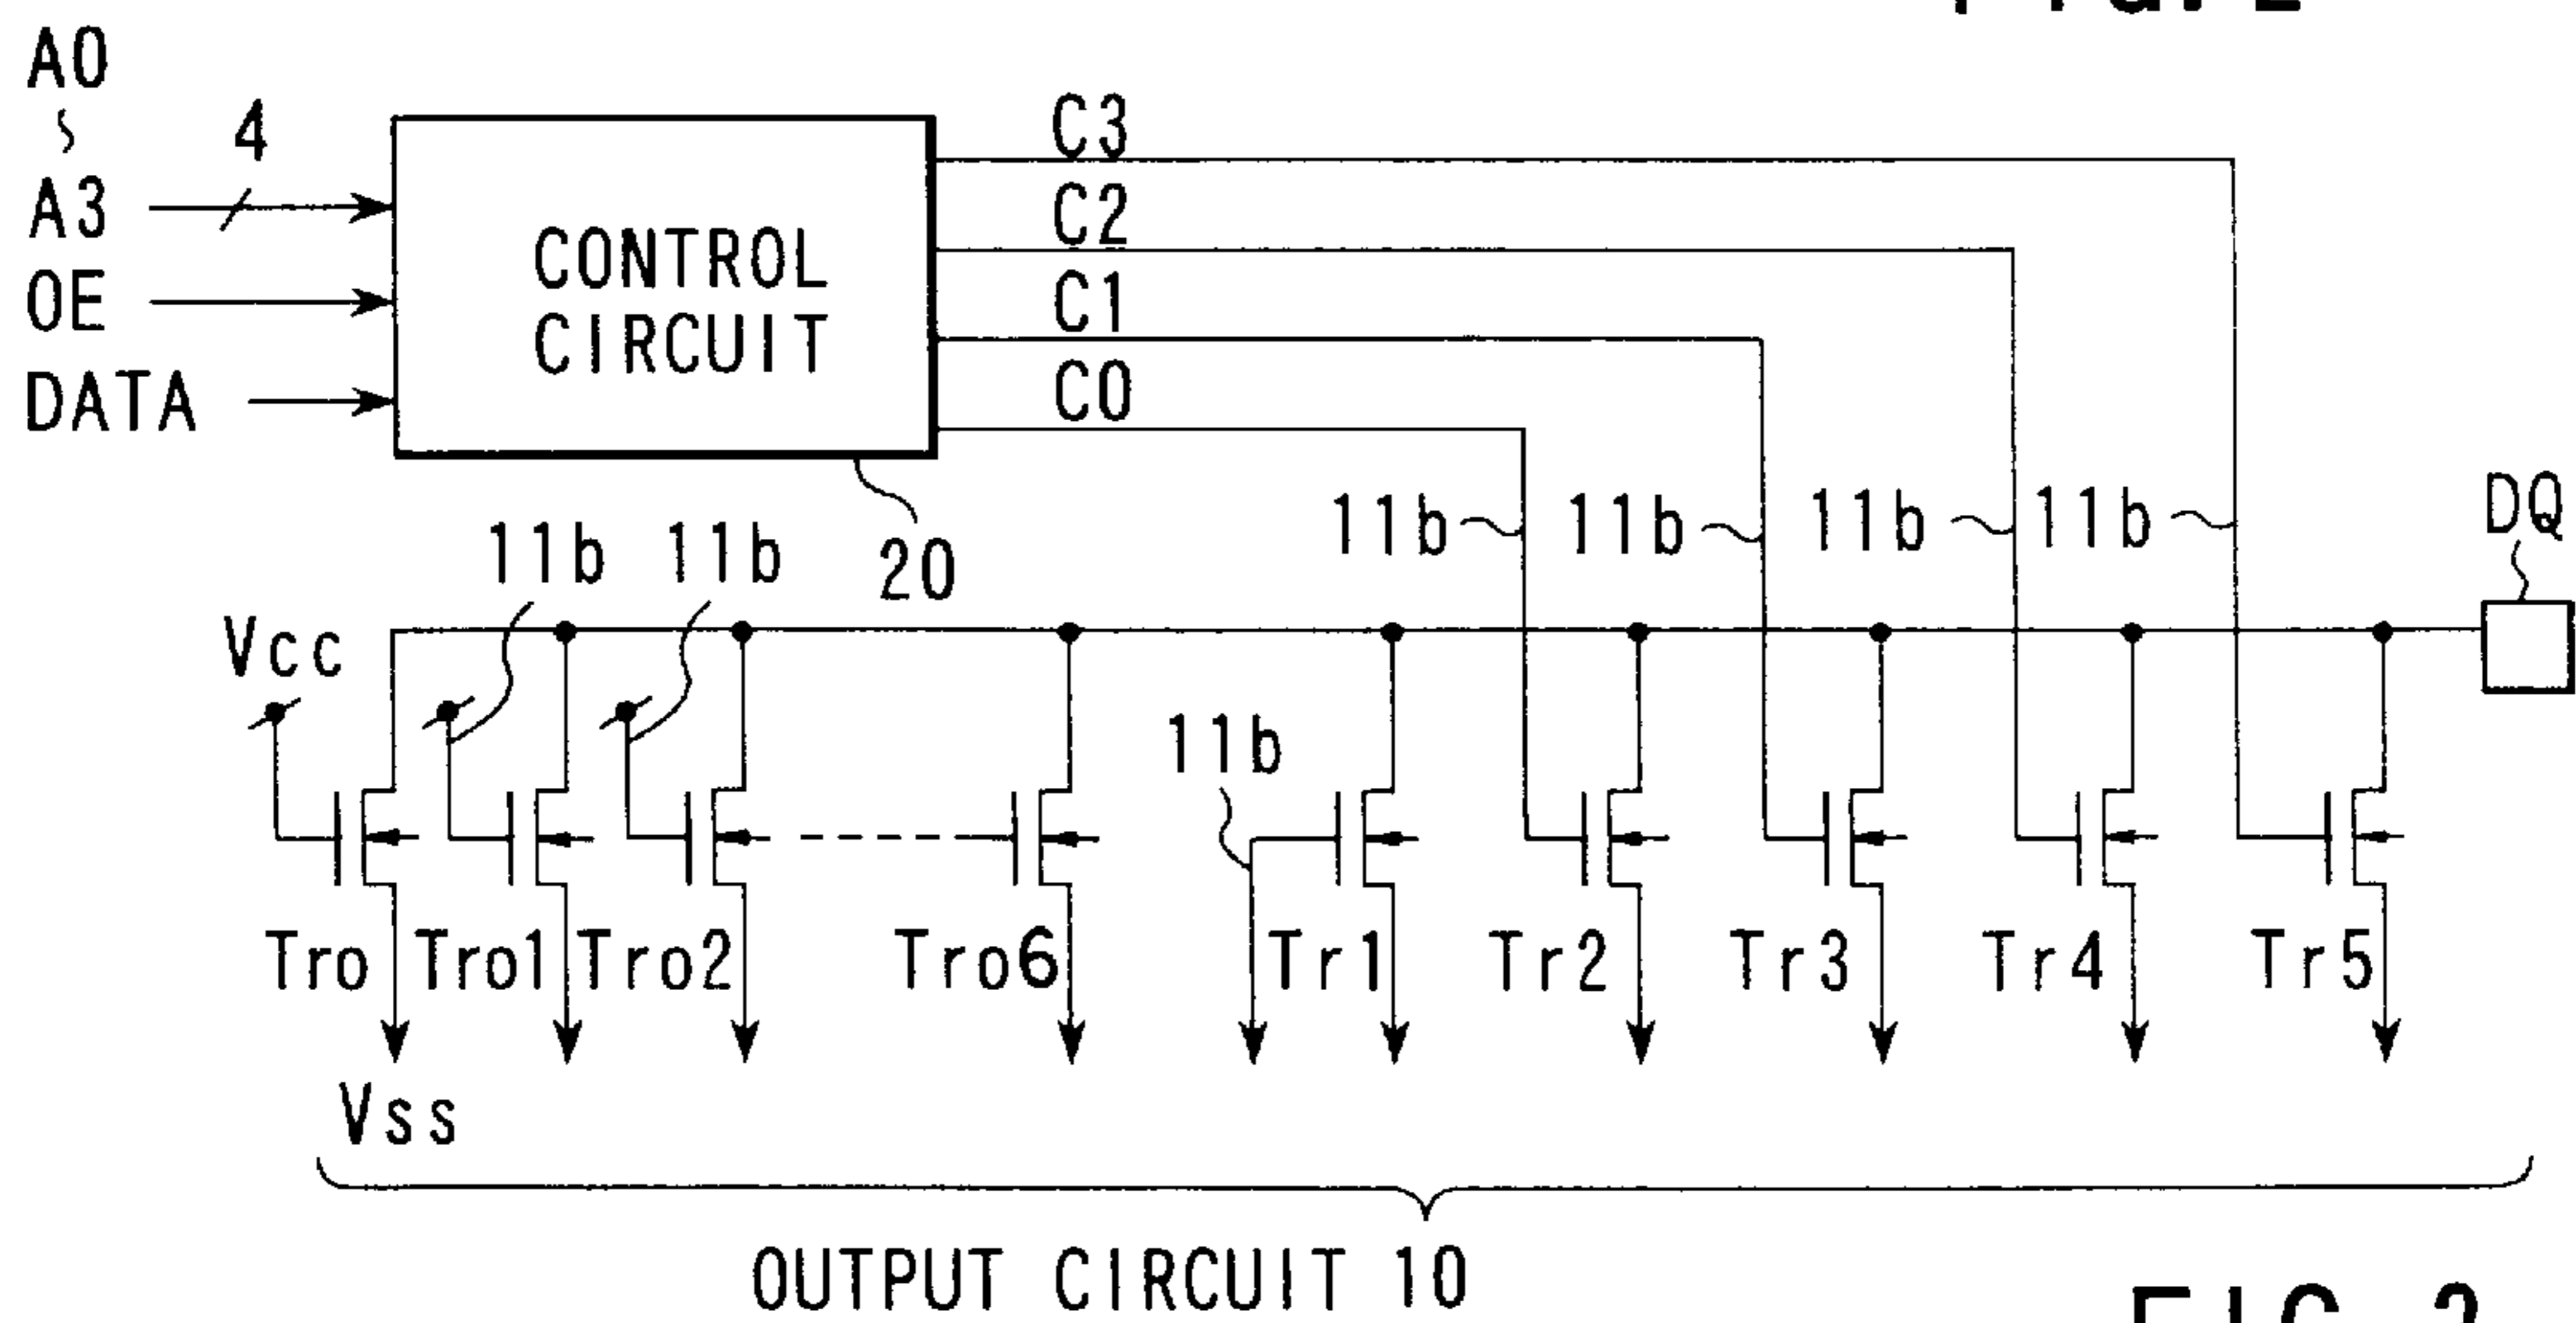 A0
A3
4
OE
DATA
CONTROL
CIRCUIT
C3
C2
C1
C0
20
11b
11b
11b
11b
11b
11b
DQ
Vcc
11b
Tro
Tro1
Tro2
Tro6
Tr1
Tr2
Tr3
Tr4
Tr5
Vss
OUTPUT CIRCUIT 10